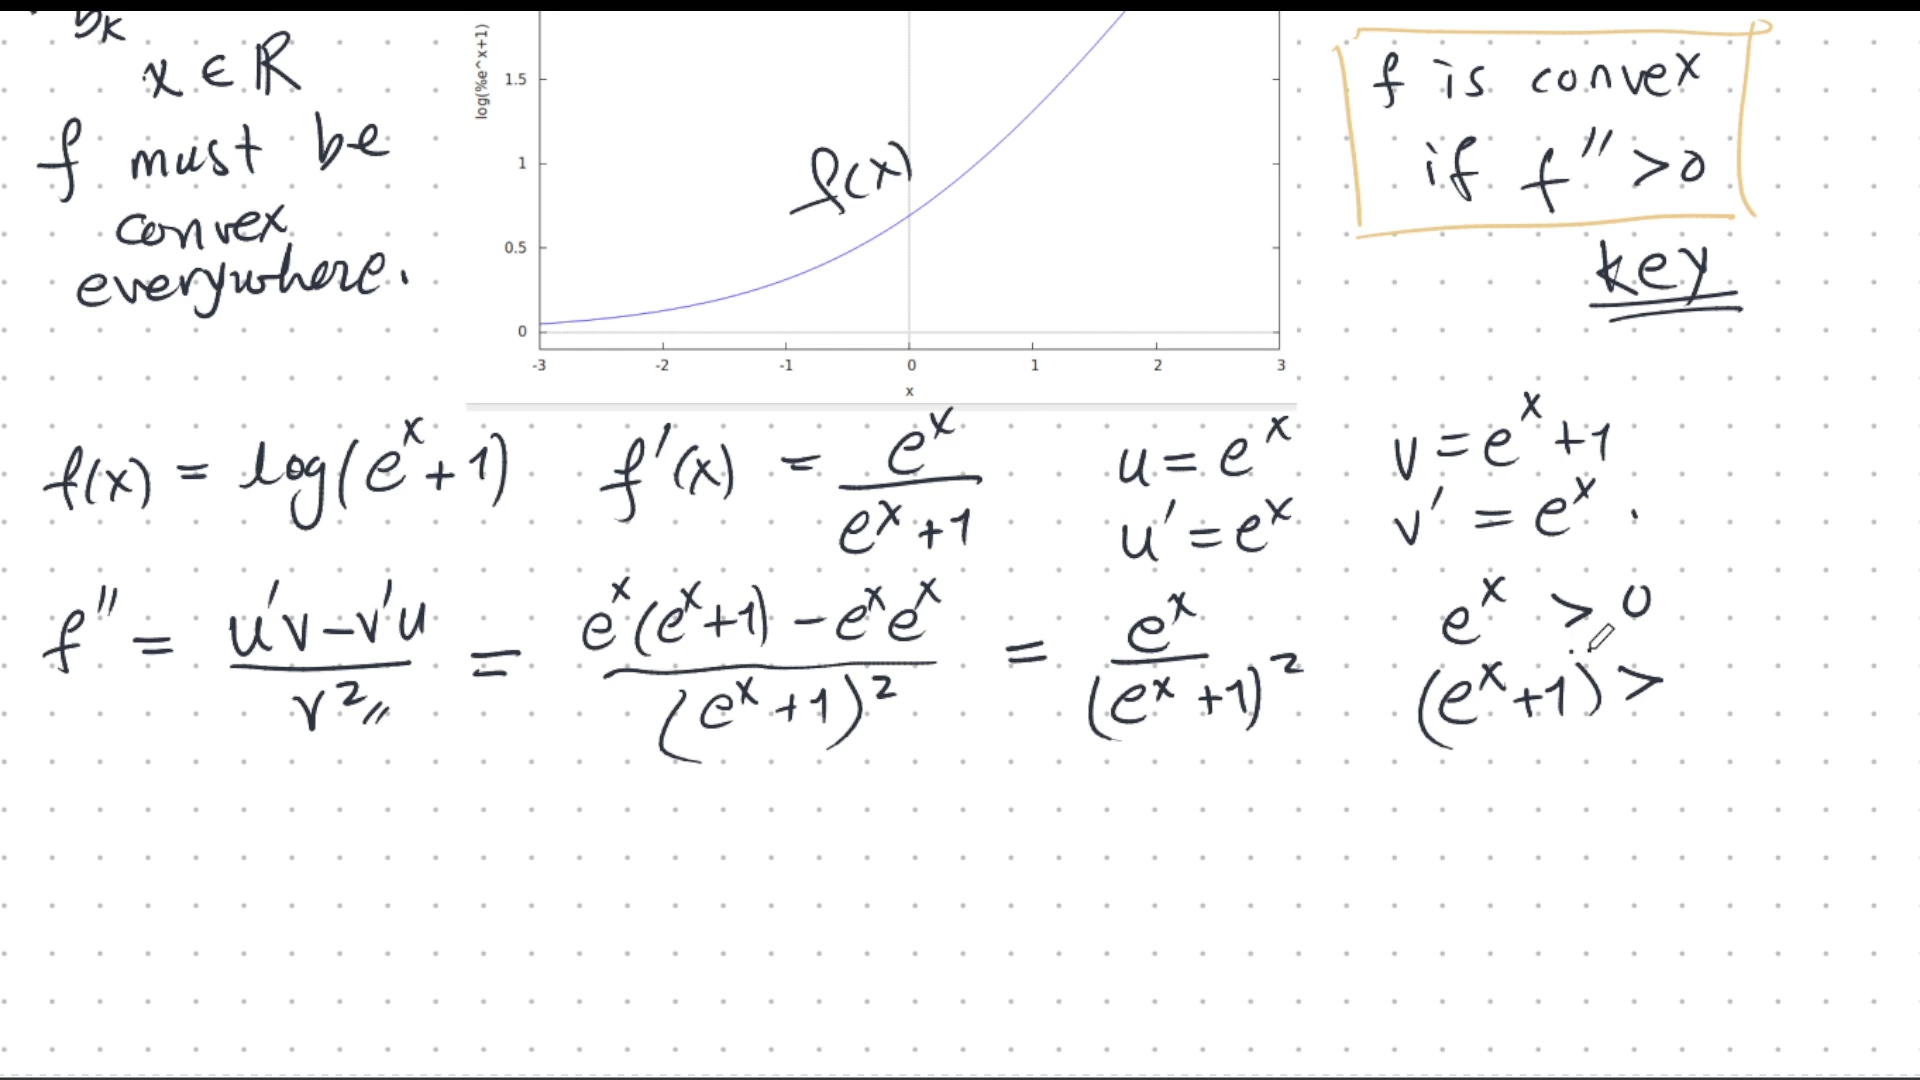 bk
x ∈ ℝ
f must be
convex
everywhere.
log(%e^x+1)
1.5
1
0.5
0
-3 -2 -1 0 1 2 3
x
f(x)
f is convex
if f'' > 0
key
f(x) = log(e^x + 1) f'(x) = e^x / (e^x + 1) u = e^x v = e^x + 1
u' = e^x v' = e^x .
f'' = (u'v - v'u) / v^2 = (e^x(e^x + 1) - e^x e^x) / (e^x + 1)^2 = e^x / (e^x + 1)^2 e^x > 0
(e^x + 1) >